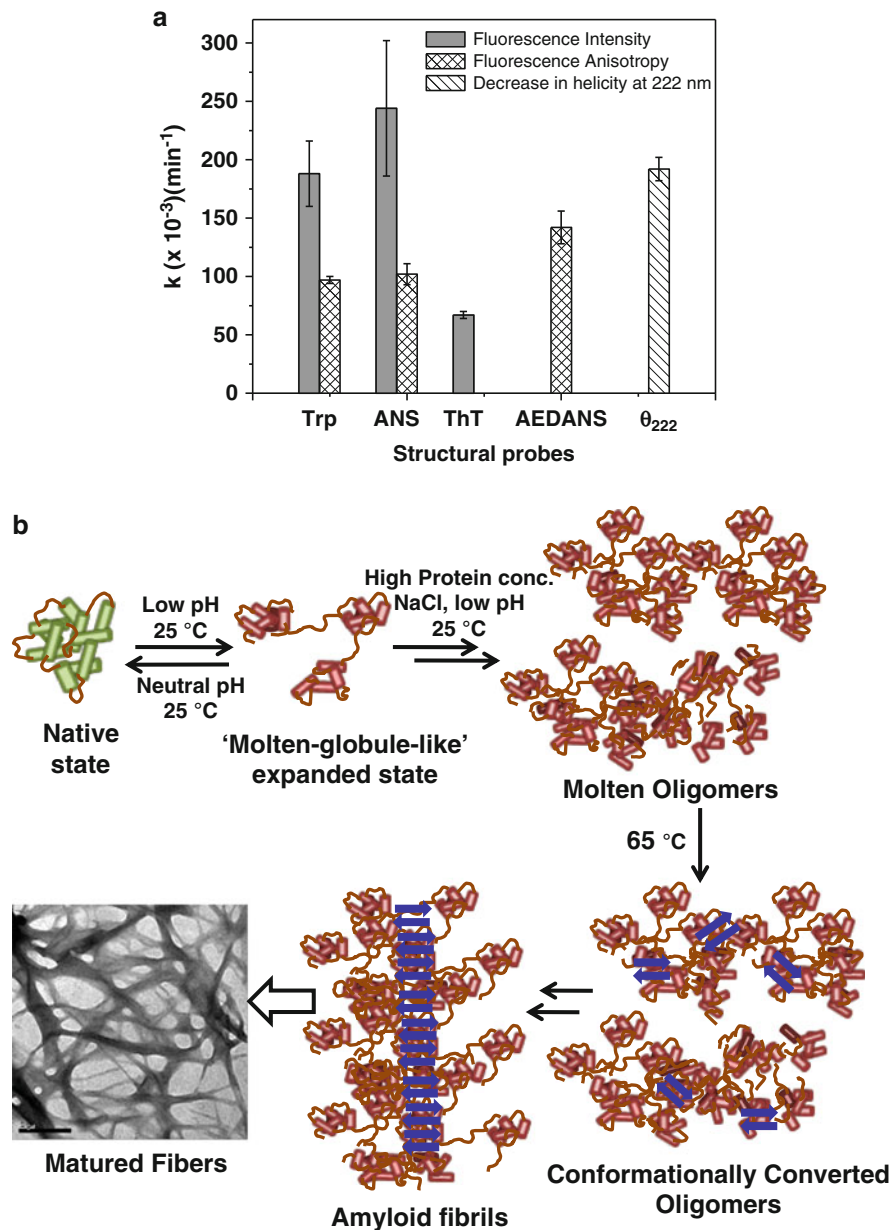 a
300
250
200
150
100
50
0
k (x 10⁻³)(min⁻¹)
Fluorescence Intensity
Fluorescence Anisotropy
Decrease in helicity at 222 nm
Trp
ANS
ThT
AEDANS
θ₂₂₂
Structural probes
b
Low pH
25 °C
Neutral pH
25 °C
Native
state
'Molten-globule-like'
expanded state
High Protein conc.
NaCl, low pH
25 °C
Molten Oligomers
65 °C
Conformationally Converted
Oligomers
Amyloid fibrils
Matured Fibers